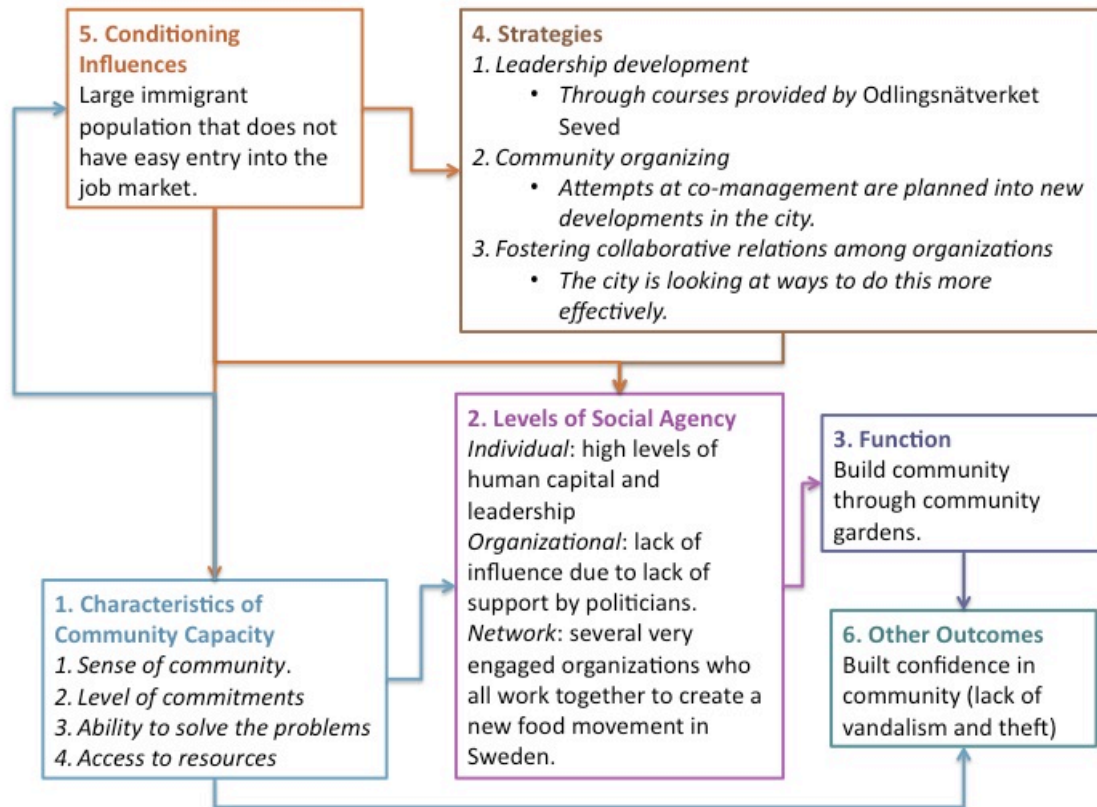 5. Conditioning
Influences
Large immigrant
population that does not
have easy entry into the
job market.
4. Strategies
1. Leadership development
• Through courses provided by Odlingsnätverket
Seved
2. Community organizing
• Attempts at co-management are planned into new
developments in the city.
3. Fostering collaborative relations among organizations
• The city is looking at ways to do this more
effectively.
2. Levels of Social Agency
Individual: high levels of
human capital and
leadership
Organizational: lack of
influence due to lack of
support by politicians.
Network: several very
engaged organizations who
all work together to create a
new food movement in
Sweden.
3. Function
Build community
through community
gardens.
1. Characteristics of
Community Capacity
1. Sense of community.
2. Level of commitments
3. Ability to solve the problems
4. Access to resources
6. Other Outcomes
Built confidence in
community (lack of
vandalism and theft)